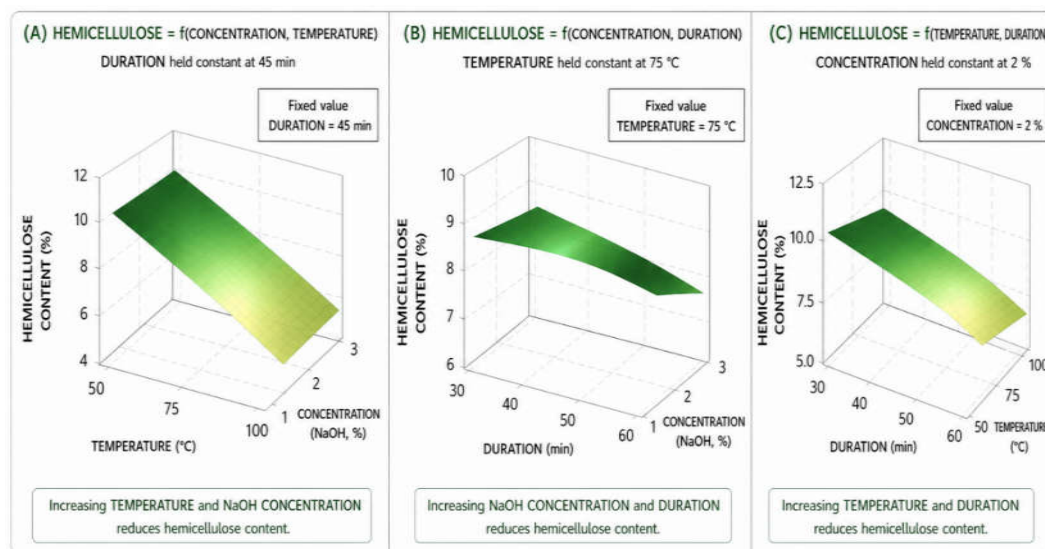 (A) HEMICELLULOSE = f(CONCENTRATION, TEMPERATURE)
DURATION held constant at 45 min
Fixed value
DURATION = 45 min
12
10
8
6
4
HEMICELLULOSE
CONTENT (%)
50
75
100
TEMPERATURE (°C)
1
2
3
CONCENTRATION
(NaOH, %)
Increasing TEMPERATURE and NaOH CONCENTRATION
reduces hemicellulose content.
(B) HEMICELLULOSE = f(CONCENTRATION, DURATION)
TEMPERATURE held constant at 75 °C
Fixed value
TEMPERATURE = 75 °C
10
9
8
7
6
HEMICELLULOSE
CONTENT (%)
30
40
50
60
DURATION (min)
1
2
3
CONCENTRATION
(NaOH, %)
Increasing NaOH CONCENTRATION and DURATION
reduces hemicellulose content.
(C) HEMICELLULOSE = f(TEMPERATURE, DURATION
CONCENTRATION held constant at 2 %
Fixed value
CONCENTRATION = 2 %
12.5
10.0
7.5
5.0
HEMICELLULOSE
CONTENT (%)
30
40
50
60
DURATION (min)
50
75
100
TEMPERATURE
(°C)
Increasing TEMPERATURE and DURATION
reduces hemicellulose content.